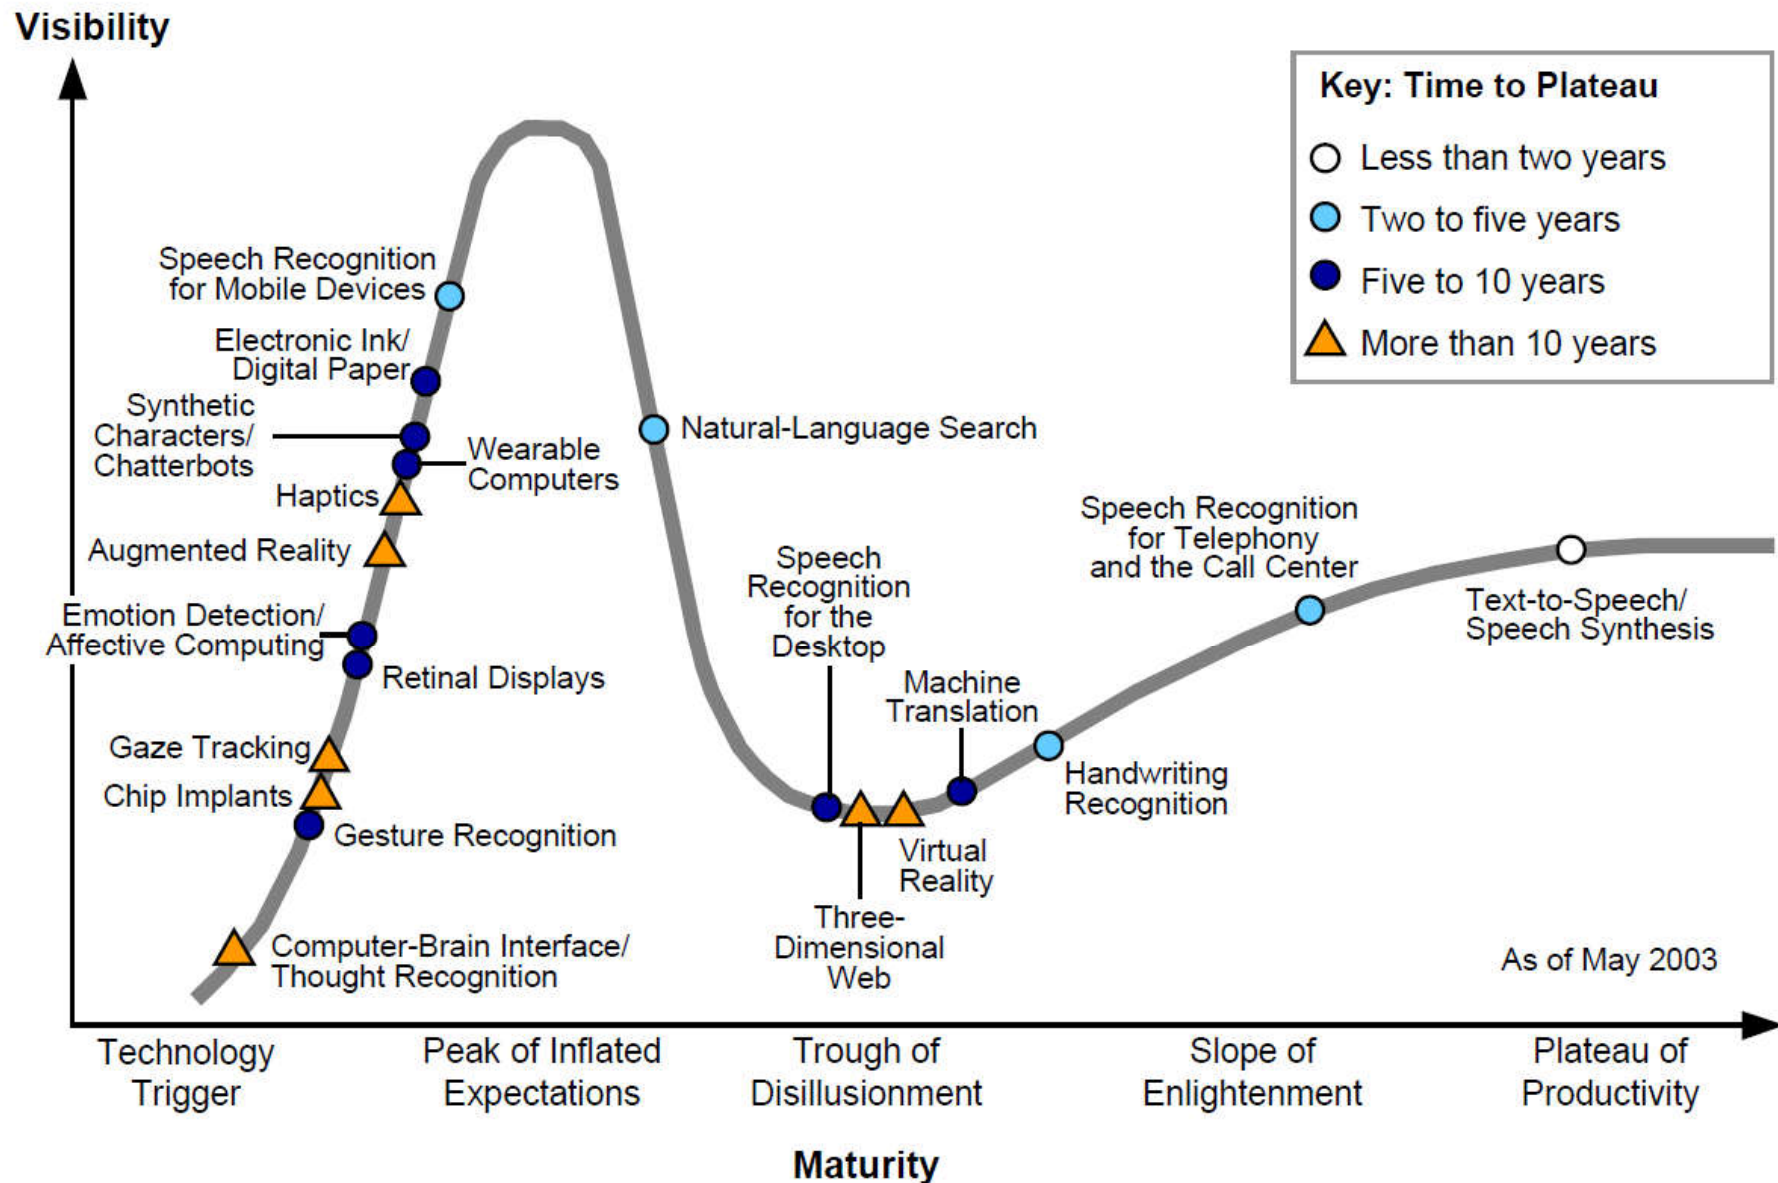 Visibility
Key: Time to Plateau
Less than two years
Two to five years
Five to 10 years
More than 10 years
Speech Recognition
for Mobile Devices
Electronic Ink/
Digital Paper
Synthetic
Characters/
Chatterbots
Wearable
Computers
Haptics
Augmented Reality
Emotion Detection/
Affective Computing
Retinal Displays
Gaze Tracking
Chip Implants
Gesture Recognition
Computer-Brain Interface/
Thought Recognition
Natural-Language Search
Speech
Recognition
for the
Desktop
Three-
Dimensional
Web
Virtual
Reality
Machine
Translation
Handwriting
Recognition
Speech Recognition
for Telephony
and the Call Center
Text-to-Speech/
Speech Synthesis
As of May 2003
Technology
Trigger
Peak of Inflated
Expectations
Trough of
Disillusionment
Slope of
Enlightenment
Plateau of
Productivity
Maturity